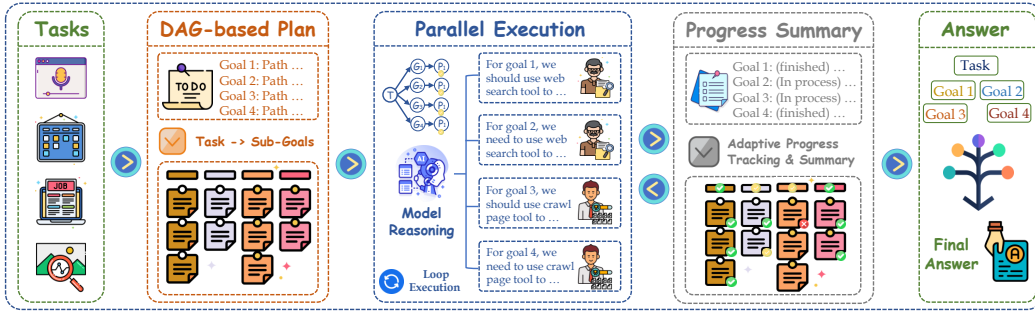 Tasks
JOB
DAG-based Plan
TO DO
Goal 1: Path ...
Goal 2: Path ...
Goal 3: Path ...
Goal 4: Path ...
Task -> Sub-Goals
Parallel Execution
T
G1
P1
G2
P1
G3
P1
G4
P1
AI
Model
Reasoning
Loop
Execution
For goal 1, we
should use web
search tool to ...
For goal 2, we
need to use web
search tool to ...
For goal 3, we
should use crawl
page tool to ...
For goal 4, we
need to use crawl
page tool to ...
Progress Summary
Goal 1: (finished) ...
Goal 2: (In process) ...
Goal 3: (In process) ...
Goal 4: (finished) ...
Adaptive Progress
Tracking & Summary
Answer
Task
Goal 1 Goal 2
Goal 3 Goal 4
Final
Answer
A